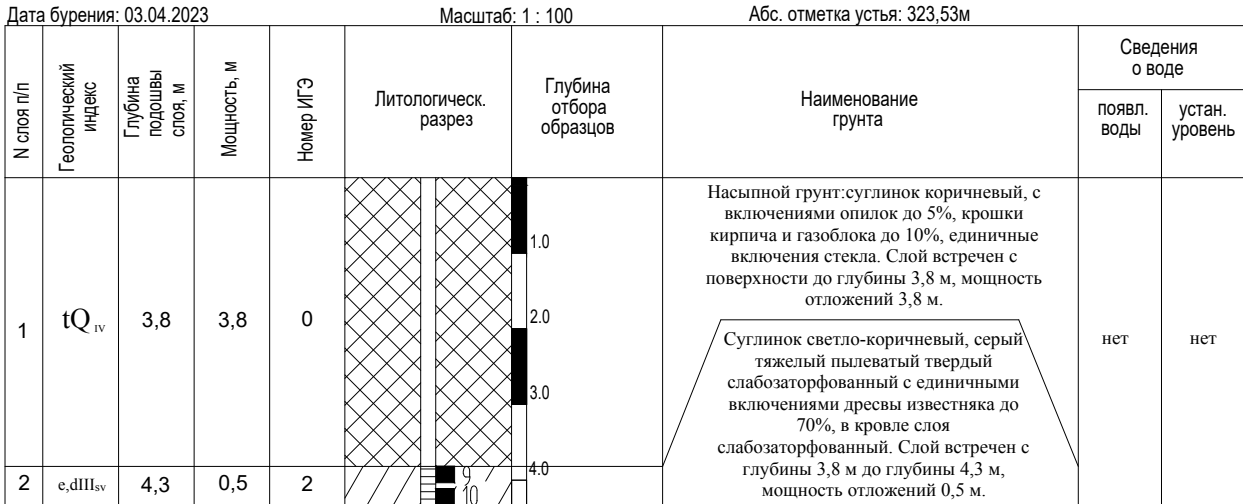 Дата бурения: 03.04.2023 Масштаб: 1 : 100 Абс. отметка устья: 323,53м
N слоя п/п
Геологический
индекс
Глубина
подошвы
слоя, м
Мощность, м
Номер ИГЭ
Литологическ.
разрез
Глубина
отбора
образцов
Наименование
грунта
Сведения
о воде
появл.
воды
устан.
уровень
1
tQ IV
3,8
3,8
0
1.0
2.0
3.0
4.0
Насыпной грунт:суглинок коричневый, с
включениями опилок до 5%, крошки
кирпича и газоблока до 10%, единичные
включения стекла. Слой встречен с
поверхности до глубины 3,8 м, мощность
отложений 3,8 м.
нет
нет
2
e,dIIIsv
4,3
0,5
2
9
10
Суглинок светло-коричневый, серый
тяжелый пылеватый твердый
слабозаторфованный с единичными
включениями дресвы известняка до
70%, в кровле слоя
слабозаторфованный. Слой встречен с
глубины 3,8 м до глубины 4,3 м,
мощность отложений 0,5 м.